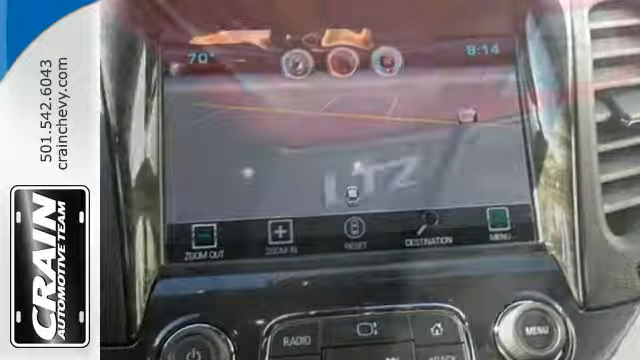 501.542.6043
crainchevy.com
CRAIN
AUTOMOTIVE TEAM
70°
8:14
LTZ
ZOOM OUT
ZOOM IN
RESET
DESTINATION
MENU
RADIO
MENU